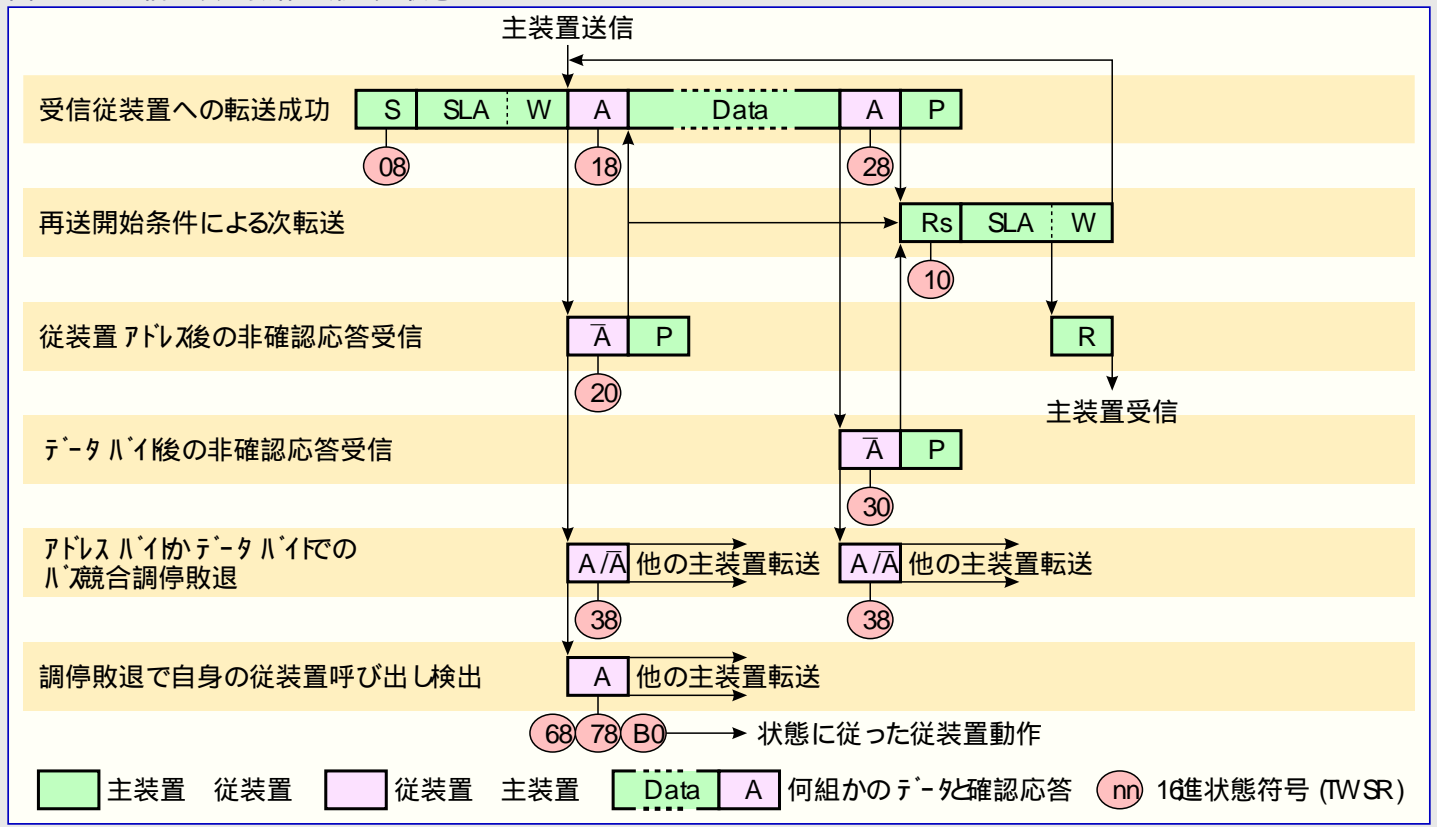 主装置送信
受信従装置への転送成功
S SLA W A Data A P
08 18 28
再送開始条件による次転送
Rs SLA W
10
従装置アドレス後の非確認応答受信
A P
R
20
主装置受信
データ バイト後の非確認応答受信
A P
30
アドレス バイトかデータ バイトでの
バス競合調停敗退
A/A 他の主装置転送
A/A 他の主装置転送
38 38
調停敗退で自身の従装置呼び出し検出
A 他の主装置転送
68 78 B0 状態に従った従装置動作
主装置 従装置
従装置 主装置
Data A 何組かのデータと確認応答
nn 16進状態符号 (TWSR)